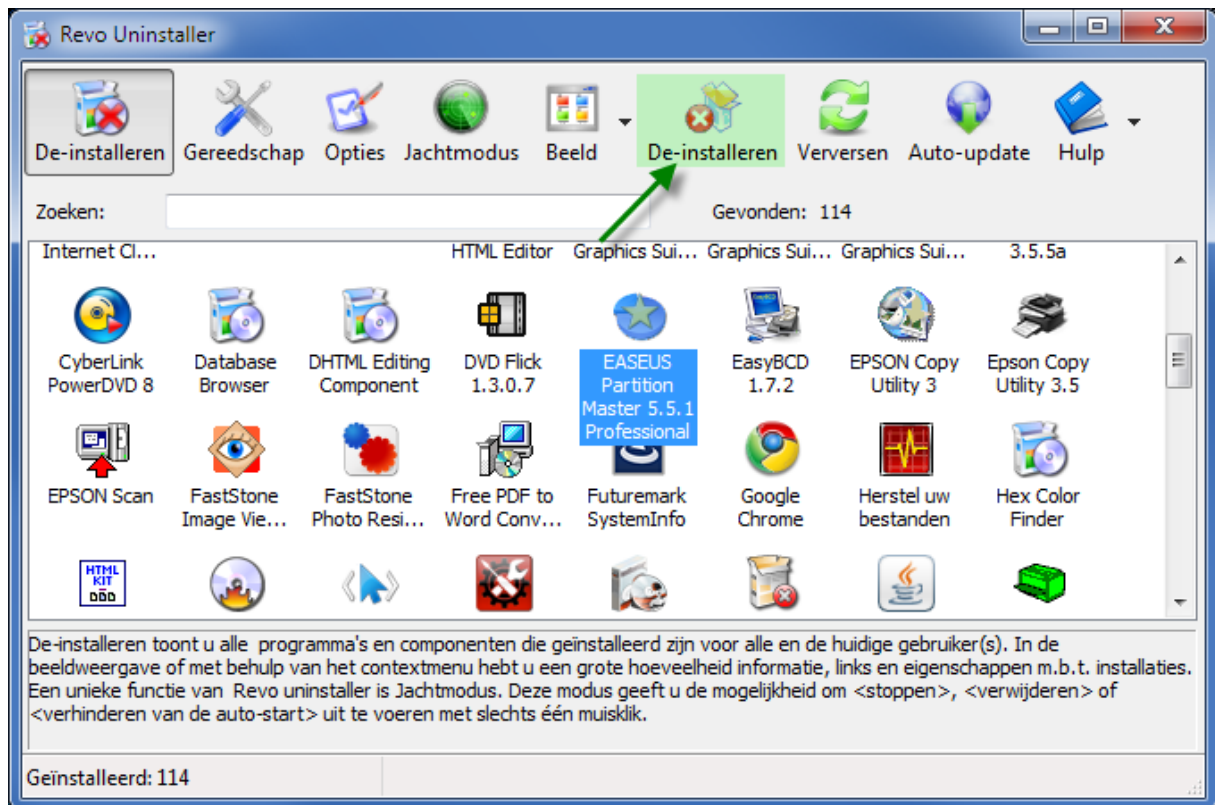 Revo Uninstaller
De-installeren Gereedschap Opties Jachtmodus Beeld De-installeren Verversen Auto-update Hulp
Zoeken: Gevonden: 114
Internet Cl... HTML Editor Graphics Sui... Graphics Sui... Graphics Sui... 3.5.5a
CyberLink Database DHTML Editing DVD Flick EASEUS EasyBCD EPSON Copy Epson Copy
PowerDVD 8 Browser Component 1.3.0.7 Partition 1.7.2 Utility 3 Utility 3.5
Master 5.5.1
Professional
EPSON Scan FastStone FastStone Free PDF to Futuremark Google Herstel uw Hex Color
Image Vie... Photo Resi... Word Conv... SystemInfo Chrome bestanden Finder
HTML
KIT
De-installeren toont u alle programma's en componenten die geïnstalleerd zijn voor alle en de huidige gebruiker(s). In de
beeldweergave of met behulp van het contextmenu hebt u een grote hoeveelheid informatie, links en eigenschappen m.b.t. installaties.
Een unieke functie van Revo uninstaller is Jachtmodus. Deze modus geeft u de mogelijkheid om <stoppen>, <verwijderen> of
<verhinderen van de auto-start> uit te voeren met slechts één muisklik.
Geïnstalleerd: 114